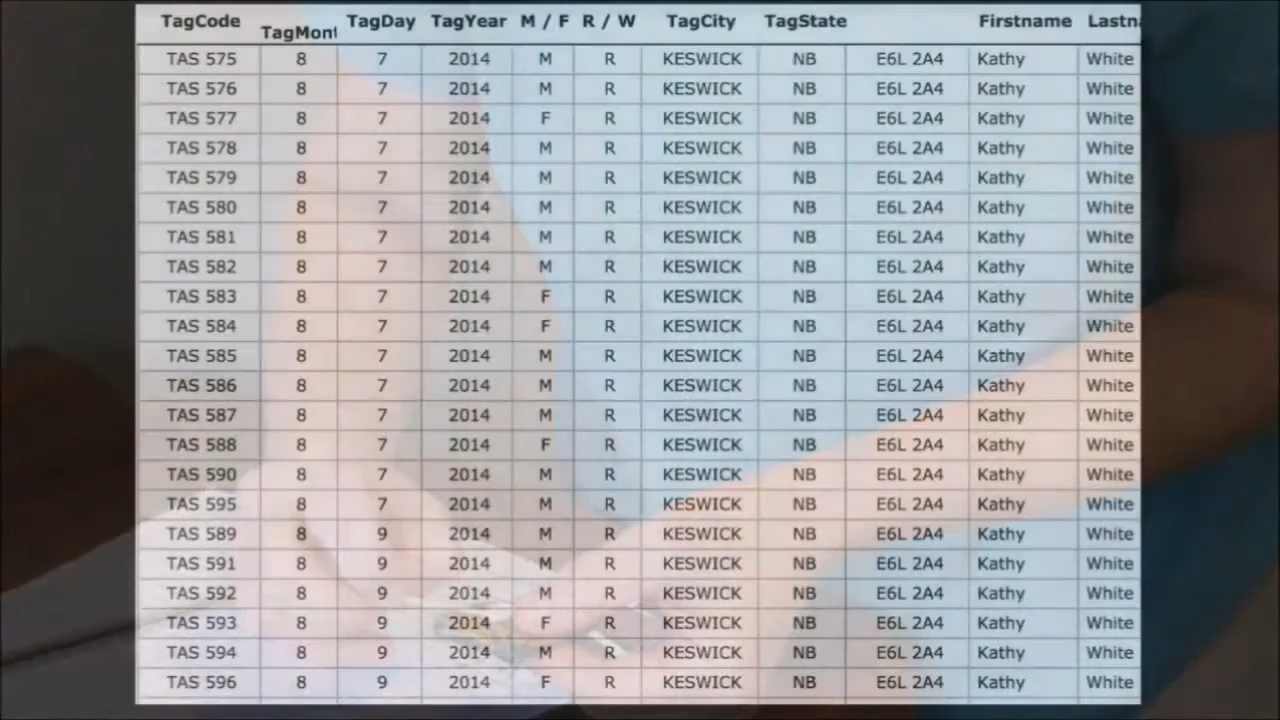 TagCode TagMont TagDay TagYear M / F R / W TagCity TagState Firstname Lastn
TAS 575 8 7 2014 M R KESWICK NB E6L 2A4 Kathy White
TAS 576 8 7 2014 M R KESWICK NB E6L 2A4 Kathy White
TAS 577 8 7 2014 F R KESWICK NB E6L 2A4 Kathy White
TAS 578 8 7 2014 M R KESWICK NB E6L 2A4 Kathy White
TAS 579 8 7 2014 M R KESWICK NB E6L 2A4 Kathy White
TAS 580 8 7 2014 M R KESWICK NB E6L 2A4 Kathy White
TAS 581 8 7 2014 M R KESWICK NB E6L 2A4 Kathy White
TAS 582 8 7 2014 M R KESWICK NB E6L 2A4 Kathy White
TAS 583 8 7 2014 F R KESWICK NB E6L 2A4 Kathy White
TAS 584 8 7 2014 F R KESWICK NB E6L 2A4 Kathy White
TAS 585 8 7 2014 M R KESWICK NB E6L 2A4 Kathy White
TAS 586 8 7 2014 M R KESWICK NB E6L 2A4 Kathy White
TAS 587 8 7 2014 M R KESWICK NB E6L 2A4 Kathy White
TAS 588 8 7 2014 F R KESWICK NB E6L 2A4 Kathy White
TAS 590 8 7 2014 M R KESWICK NB E6L 2A4 Kathy White
TAS 595 8 7 2014 M R KESWICK NB E6L 2A4 Kathy White
TAS 589 8 9 2014 M R KESWICK NB E6L 2A4 Kathy White
TAS 591 8 9 2014 M R KESWICK NB E6L 2A4 Kathy White
TAS 592 8 9 2014 M R KESWICK NB E6L 2A4 Kathy White
TAS 593 8 9 2014 F R KESWICK NB E6L 2A4 Kathy White
TAS 594 8 9 2014 M R KESWICK NB E6L 2A4 Kathy White
TAS 596 8 9 2014 F R KESWICK NB E6L 2A4 Kathy White